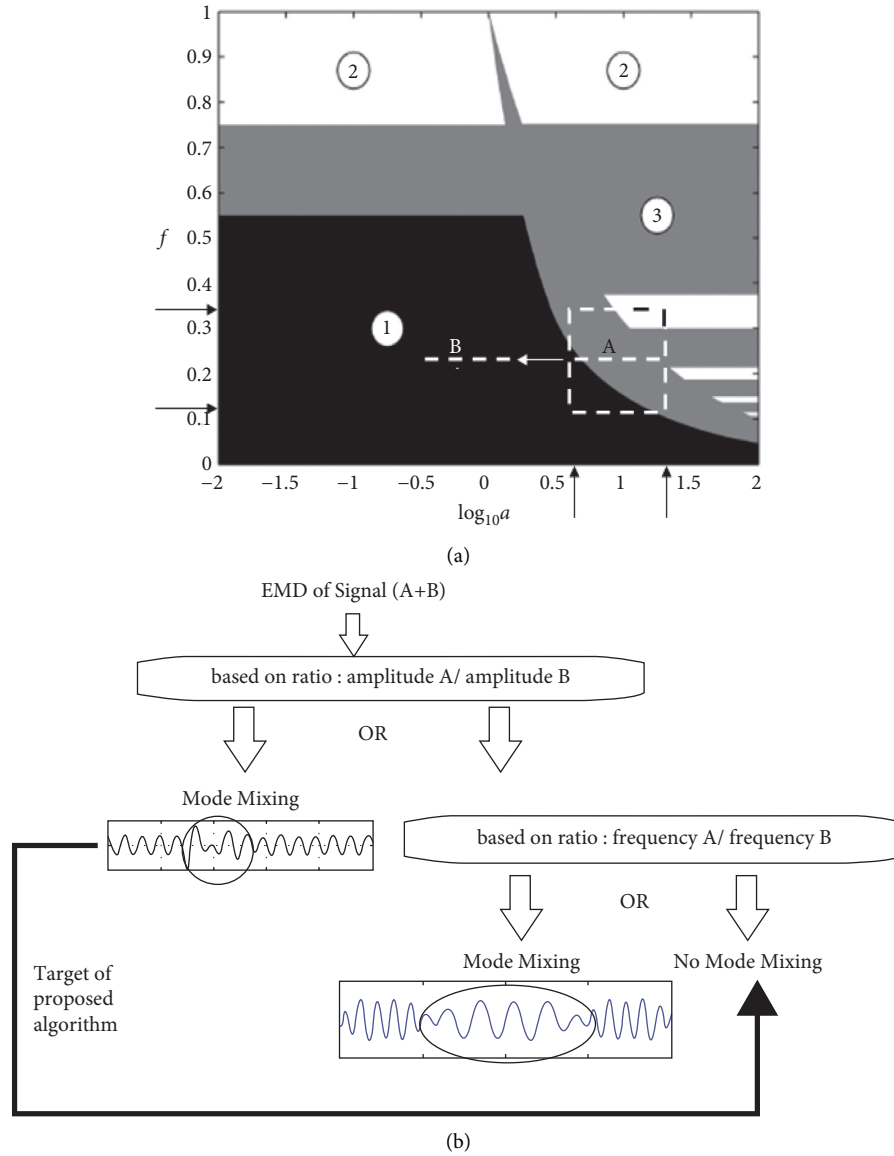 1
0.9
0.8
0.7
0.6
0.5
0.4
0.3
0.2
0.1
0
f
2
2
3
1
B
A
−2
−1.5
−1
−0.5
0
0.5
1
1.5
2
log10a
(a)
EMD of Signal (A+B)
based on ratio : amplitude A/ amplitude B
OR
Mode Mixing
based on ratio : frequency A/ frequency B
OR
Mode Mixing
No Mode Mixing
Target of
proposed
algorithm
(b)